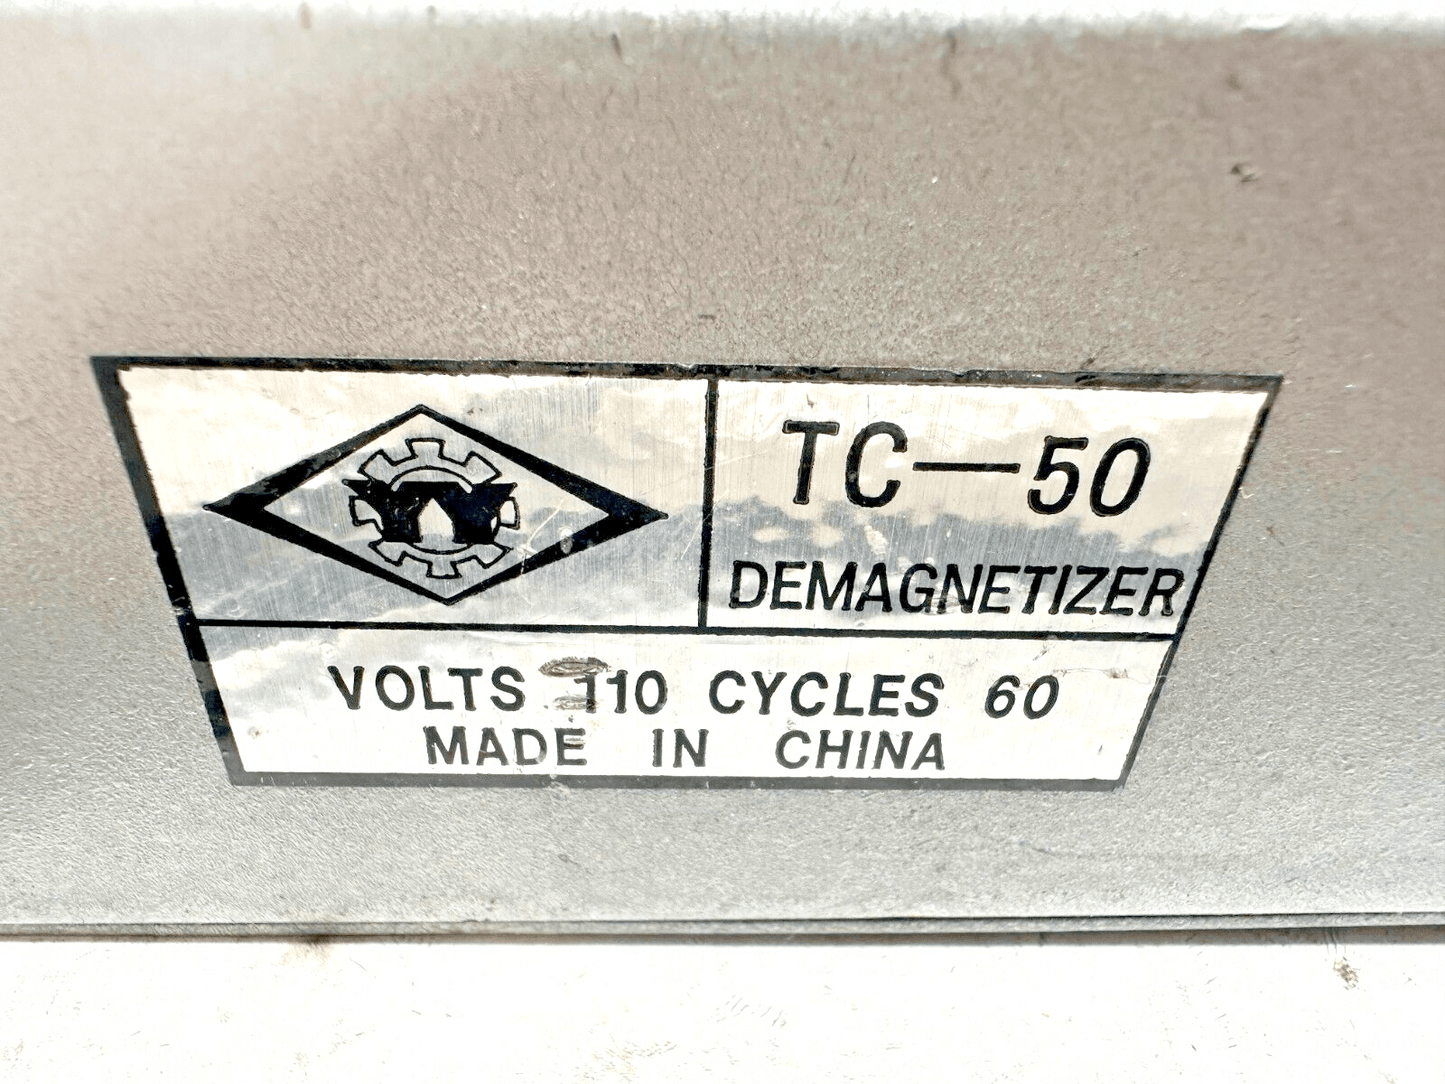 TC—50
DEMAGNETIZER
VOLTS 110 CYCLES 60
MADE IN CHINA